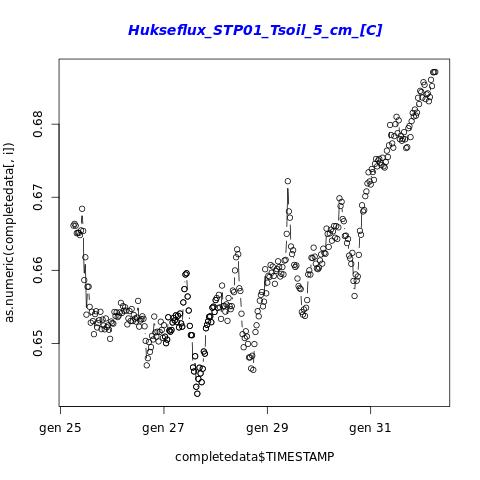 Hukseflux_STP01_Tsoil_5_cm_[C]
as.numeric(completedata[, i])
0.68
0.67
0.66
0.65
gen 25
gen 27
gen 29
gen 31
completedata$TIMESTAMP